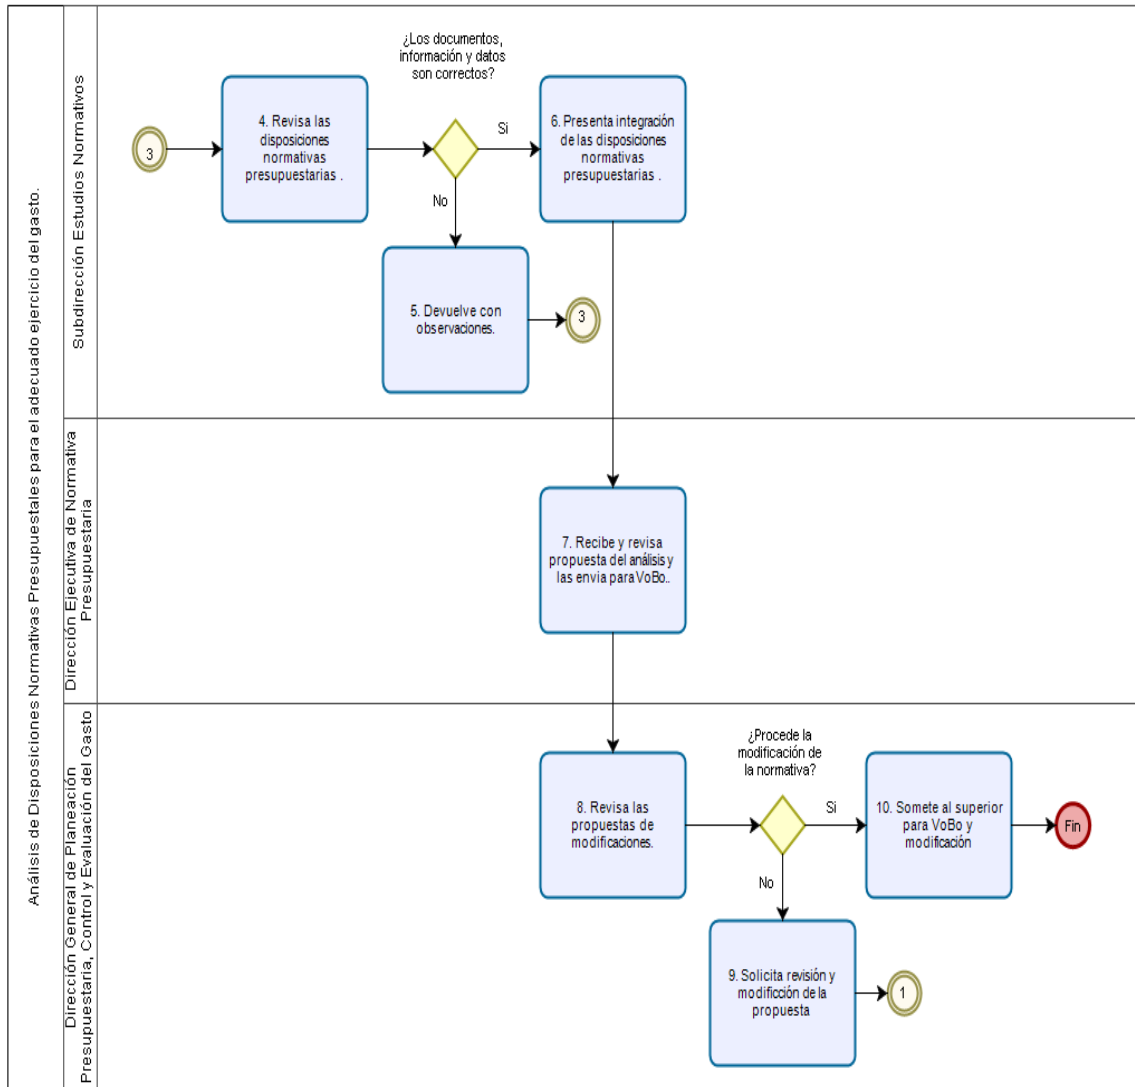 Análisis de Disposiciones Normativas Presupuestales para el adecuado ejercicio del gasto.
Subdirección Estudios Normativos
3
4. Revisa las
disposiciones
normativas
presupuestarias .
¿Los documentos,
información y datos
son correctos?
Si
No
6. Presenta integración
de las disposiciones
normativas
presupuestarias .
5. Devuelve con
observaciones.
3
Dirección Ejecutiva de Normativa
Presupuestaria
7. Recibe y revisa
propuesta del análisis y
las envia para VoBo..
Dirección General de Planeación
Presupuestaría, Control y Evaluación del Gasto
8. Revisa las
propuestas de
modificaciones.
¿Procede la
modificación de
la normativa?
Si
No
10. Somete al superior
para VoBo y
modificación
Fin
9. Solicita revisión y
modificción de la
propuesta
1